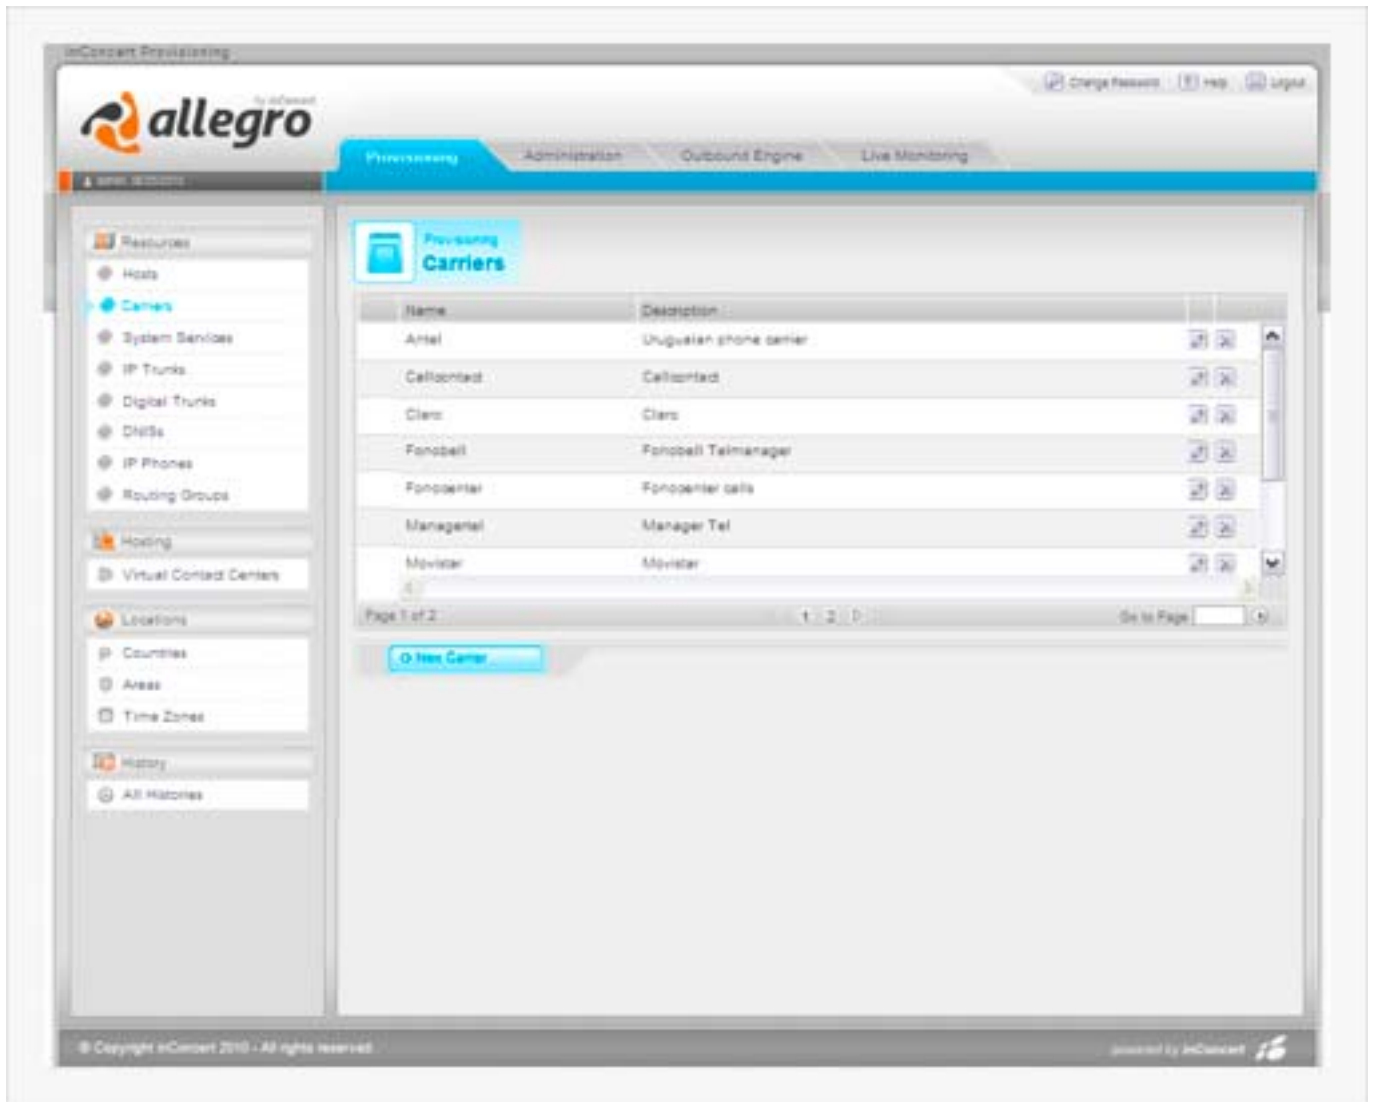 inConcert Provisioning
Change Password
Help
Logout
by inConcert
allegro
Provisioning
Administration
Outbound Engine
Live Monitoring
Resources
Hosts
Carriers
System Services
IP Trunks
Digital Trunks
DNISs
IP Phones
Routing Groups
Hosting
Virtual Contact Centers
Locations
Countries
Areas
Time Zones
History
All Histories
Provisioning
Carriers
Name Description
Antel Uruguaian phone carrier
Callcontact Callcontact
Claro Claro
Fonobell Fonobell Telmanager
Fonocenter Fonocenter calls
Managertel Manager Tel
Movistar Movistar
Page 1 of 2
1 2
Go to Page
New Carrier
© Copyright inConcert 2010 - All rights reserved
powered by inConcert